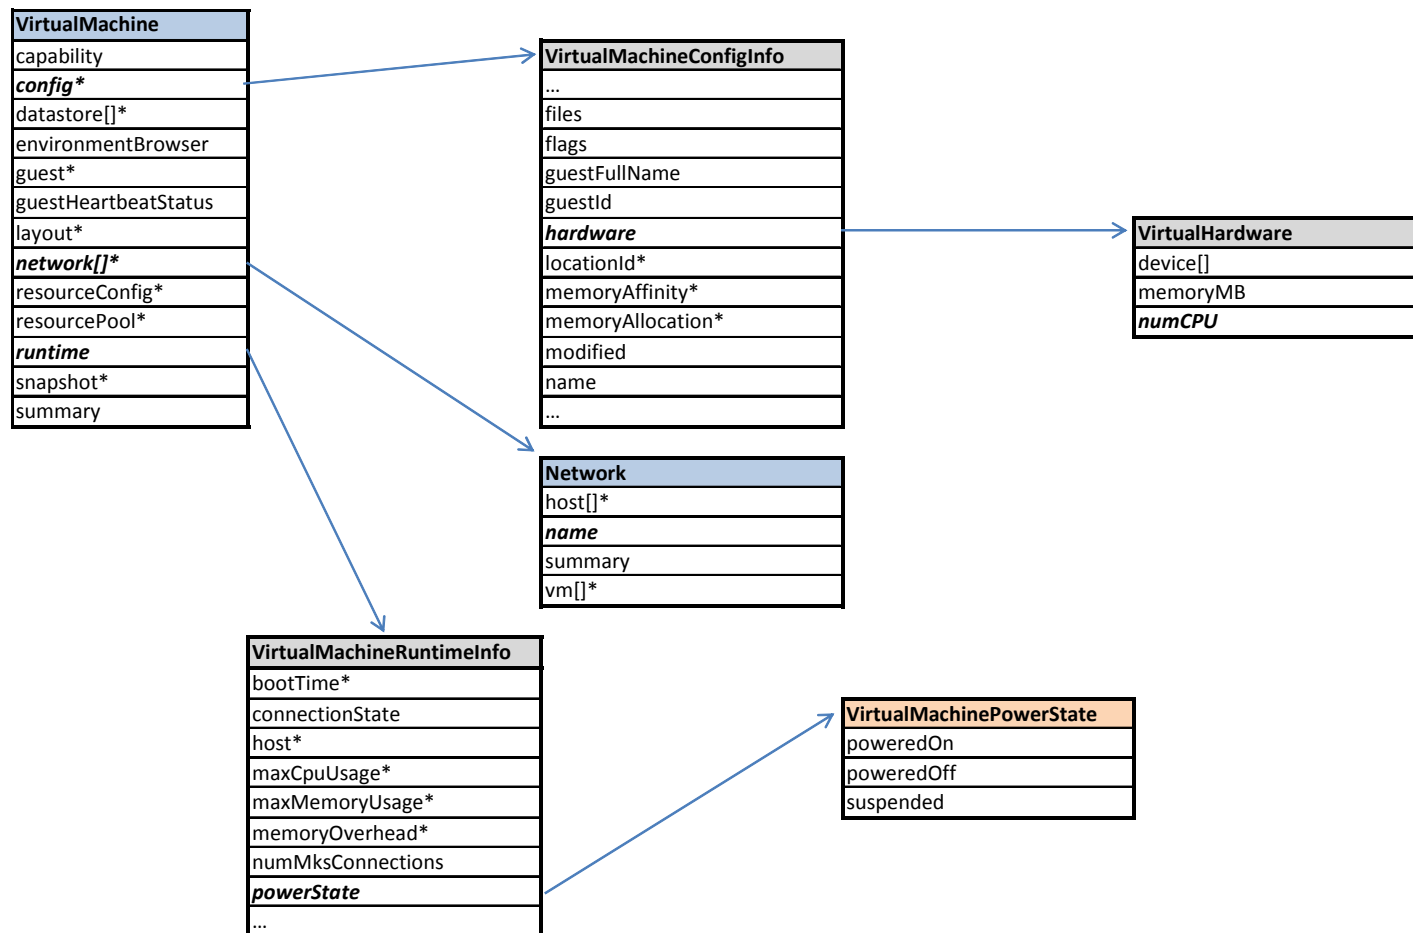 VirtualMachine
capability
config*
datastore[]*
environmentBrowser
guest*
guestHeartbeatStatus
layout*
network[]*
resourceConfig*
resourcePool*
runtime
snapshot*
summary
VirtualMachineConfigInfo
...
files
flags
guestFullName
guestId
hardware
locationId*
memoryAffinity*
memoryAllocation*
modified
name
...
VirtualHardware
device[]
memoryMB
numCPU
Network
host[]*
name
summary
vm[]*
VirtualMachineRuntimeInfo
bootTime*
connectionState
host*
maxCpuUsage*
maxMemoryUsage*
memoryOverhead*
numMksConnections
powerState
...
VirtualMachinePowerState
poweredOn
poweredOff
suspended